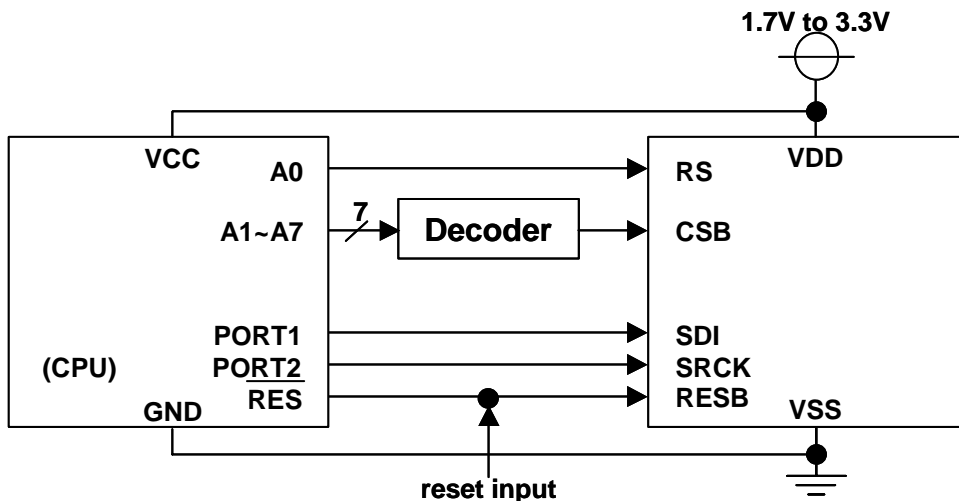 1.7V to 3.3V
VCC
VDD
A0
RS
7
A1~A7
Decoder
CSB
PORT1
SDI
(CPU)
PORT2
SRCK
RES
RESB
GND
VSS
reset input